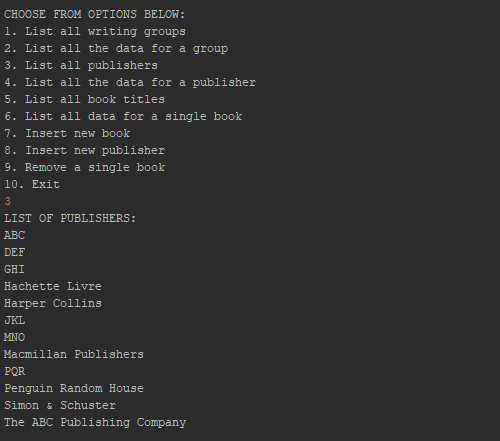 CHOOSE FROM OPTIONS BELOW:
1. List all writing groups
2. List all the data for a group
3. List all publishers
4. List all the data for a publisher
5. List all book titles
6. List all data for a single book
7. Insert new book
8. Insert new publisher
9. Remove a single book
10. Exit
3
LIST OF PUBLISHERS:
ABC
DEF
GHI
Hachette Livre
Harper Collins
JKL
MNO
Macmillan Publishers
PQR
Penguin Random House
Simon & Schuster
The ABC Publishing Company